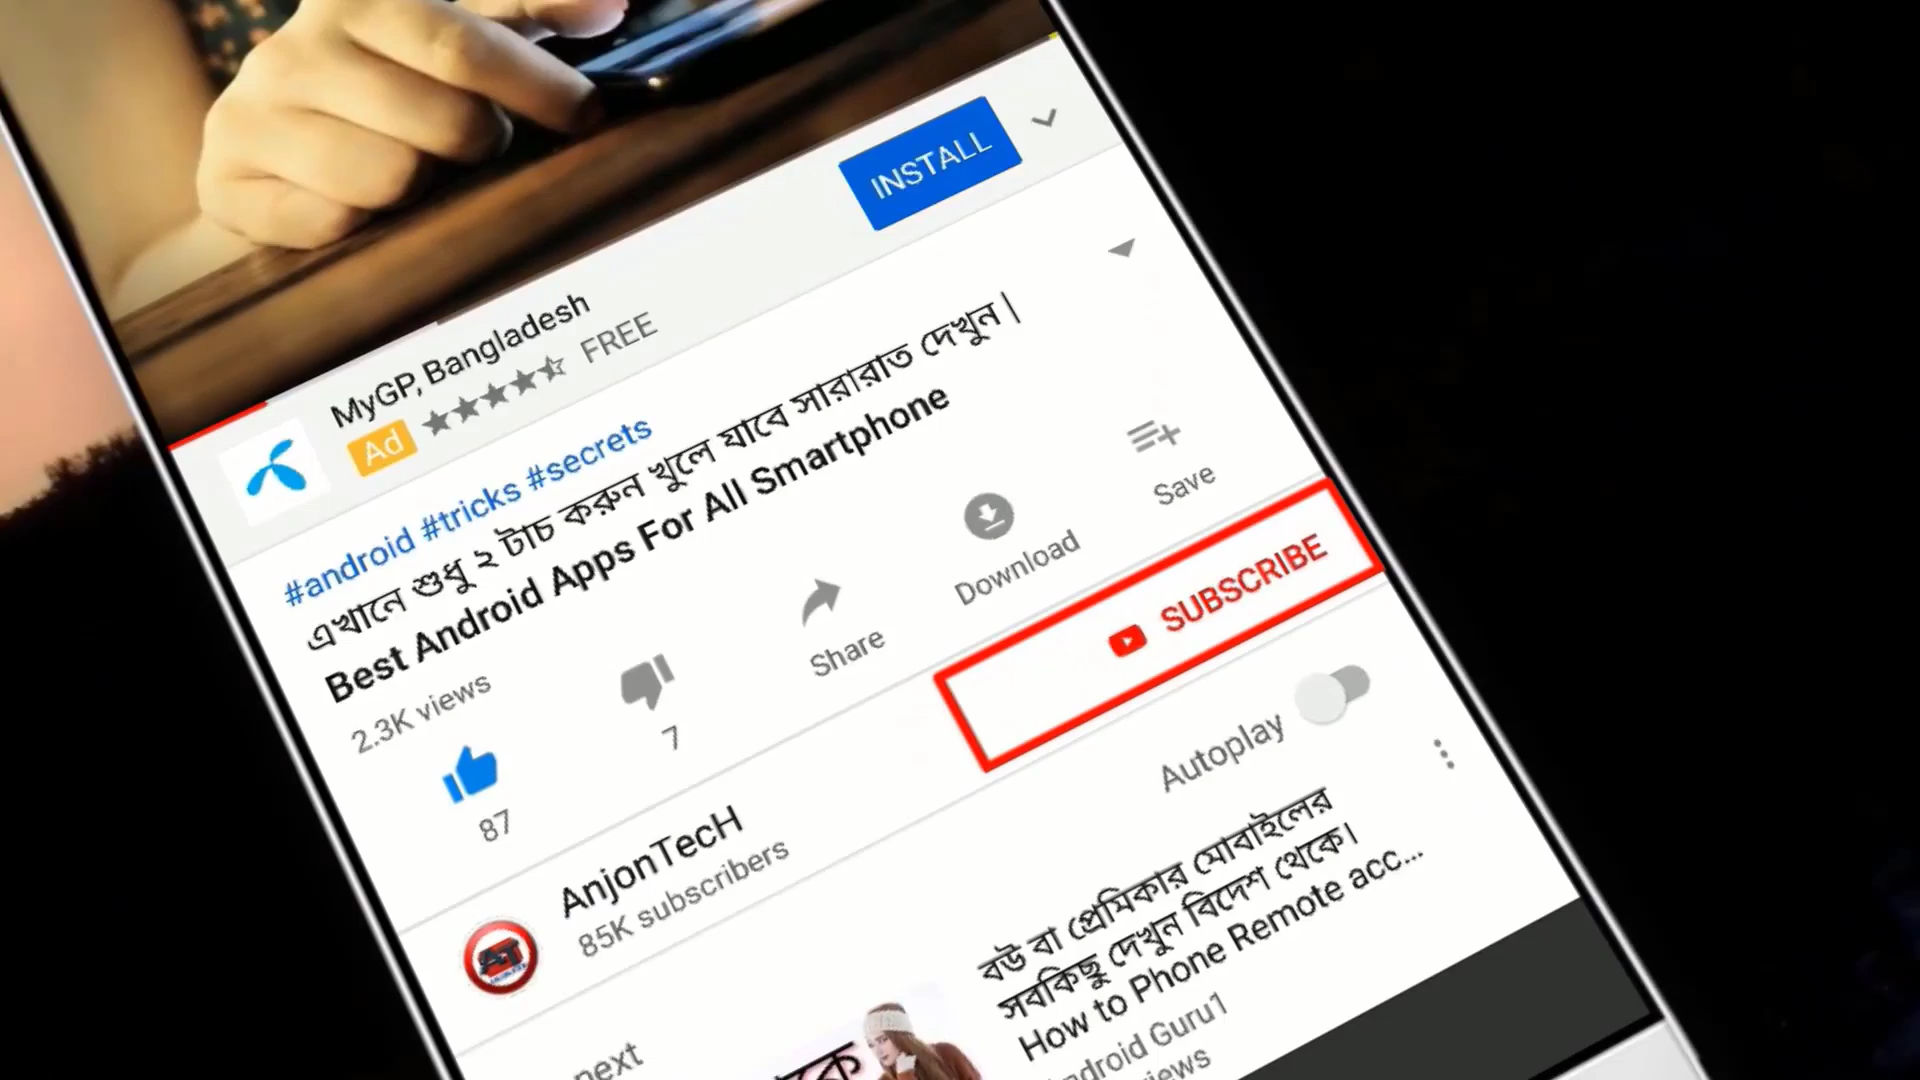 INSTALL
MyGP, Bangladesh
Ad
FREE
#android #tricks #secrets
এখানে শুধু ২ টাচ করুন খুলে যাবে সারারাত দেখুন |
Best Android Apps For All Smartphone
2.3K views
87
7
Share
Download
Save
AnjonTecH
85K subscribers
SUBSCRIBE
next
Autoplay
বউ বা প্রেমিকার মোবাইলের
সবকিছু দেখুন বিদেশ থেকে।
How to Phone Remote acc...
Guru1